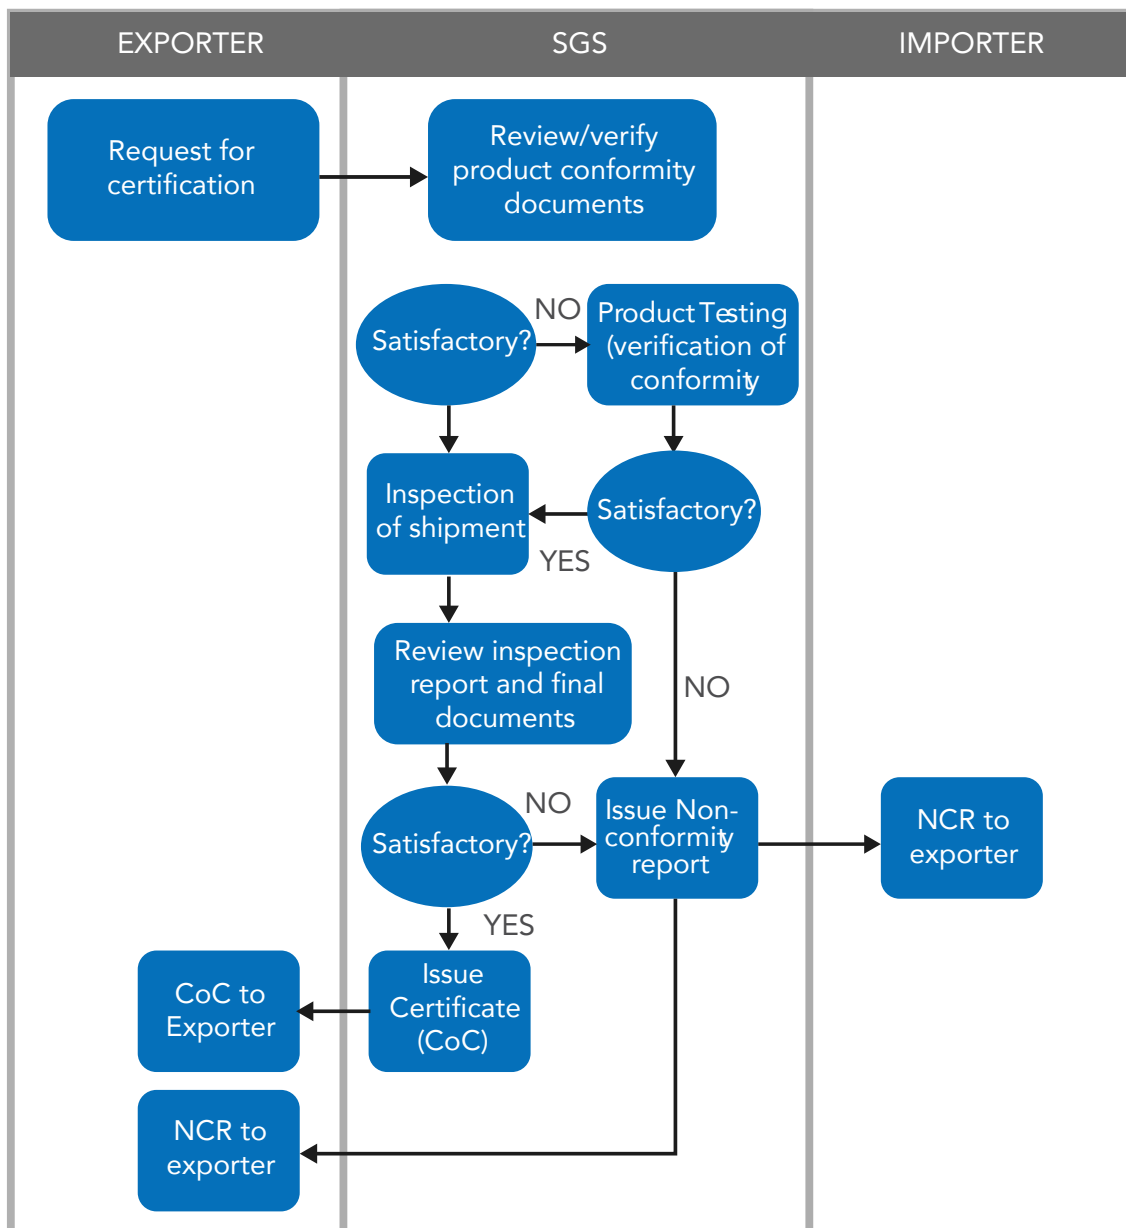 EXPORTER
SGS
IMPORTER
Request for
certification
Review/verify
product conformity
documents
Satisfactory?
NO
Product Testing
(verification of
conformity
Inspection
of shipment
YES
Satisfactory?
Review inspection
report and final
documents
NO
Satisfactory?
NO
Issue Non-
conformity
report
NCR to
exporter
YES
CoC to
Exporter
Issue
Certificate
(CoC)
NCR to
exporter